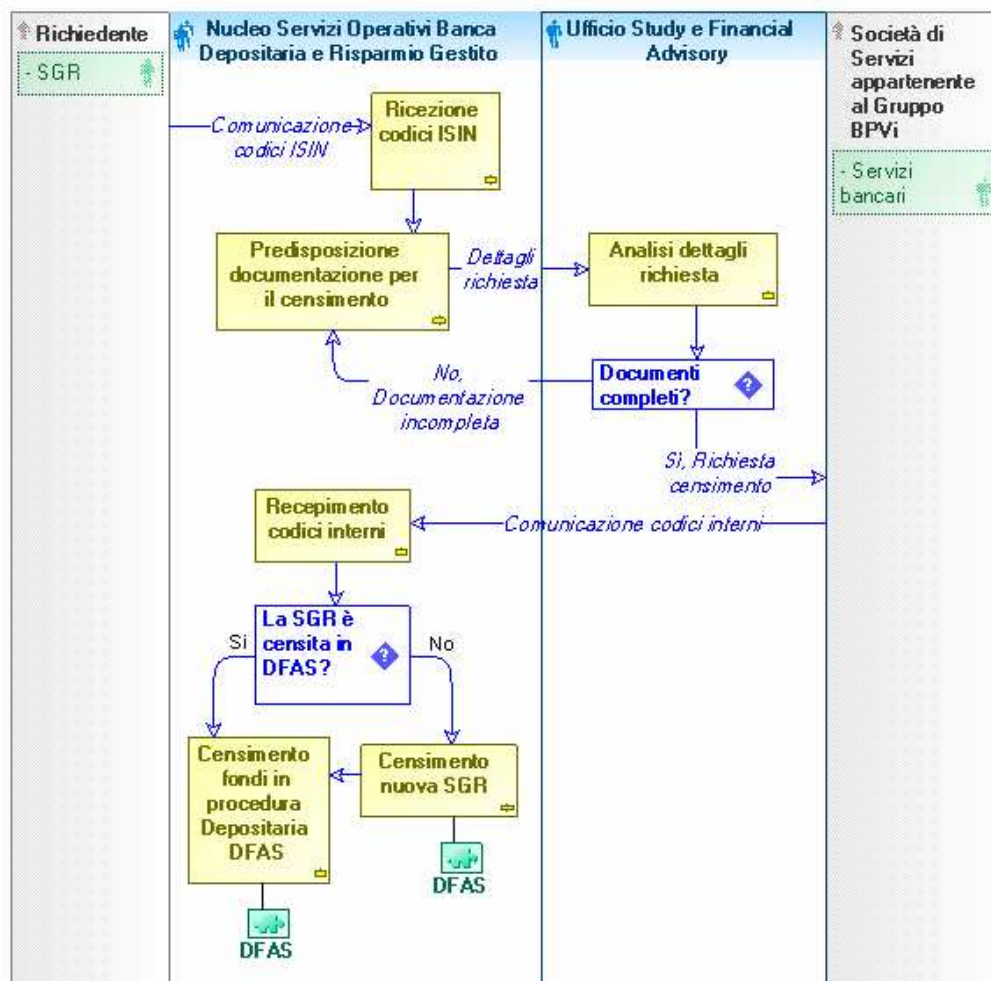 Richiedente
- SGR
Nucleo Servizi Operativi Banca
Depositaria e Risparmio Gestito
Ufficio Study e Financial
Advisory
Società di
Servizi
appartenente
al Gruppo
BPVi
- Servizi
bancari
Comunicazione
codici ISIN
Ricezione
codici ISIN
Predisposizione
documentazione per
il censimento
Dettagli
richiesta
Analisi dettagli
richiesta
Documenti
completi?
No,
Documentazione
incompleta
Sì, Richiesta
censimento
Comunicazione codici interni
Recepimento
codici interni
La SGR è
censita in
DFAS?
Si
No
Censimento
fondi in
procedura
Depositaria
DFAS
Censimento
nuova SGR
DFAS
DFAS